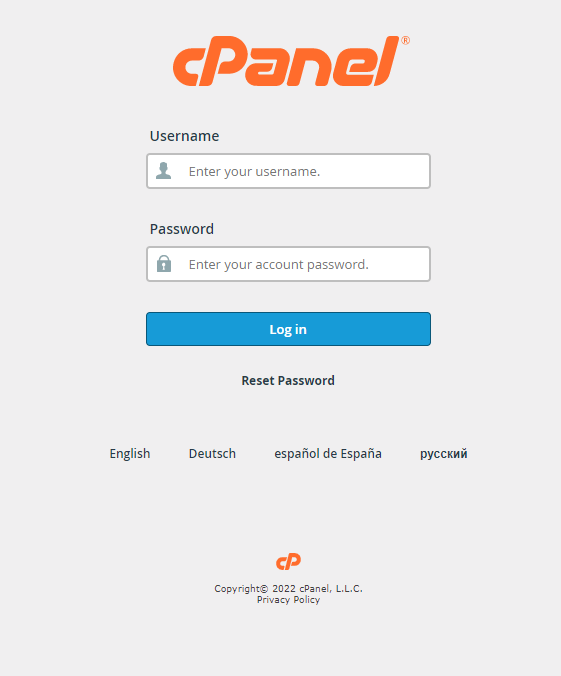 cPanel®
Username
Enter your username.
Password
Enter your account password.
Log in
Reset Password
English Deutsch español de España русский
cP
Copyright© 2022 cPanel, L.L.C.
Privacy Policy